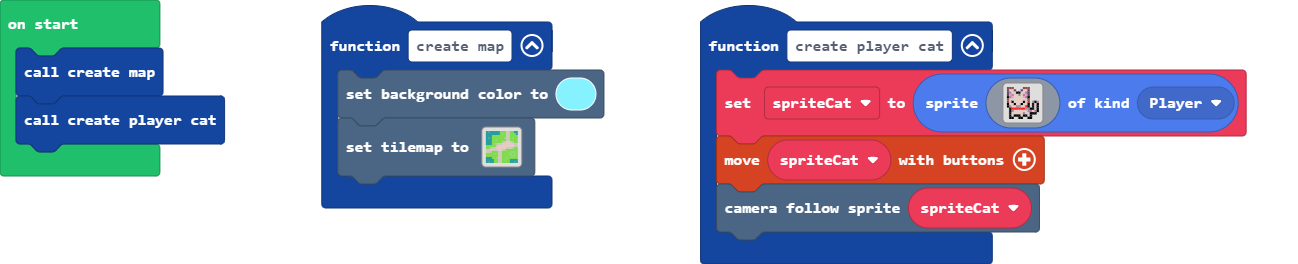 on start
call create map
call create player cat
function create map
set background color to
set tilemap to
function create player cat
set spriteCat to sprite of kind Player
move spriteCat with buttons
camera follow sprite spriteCat